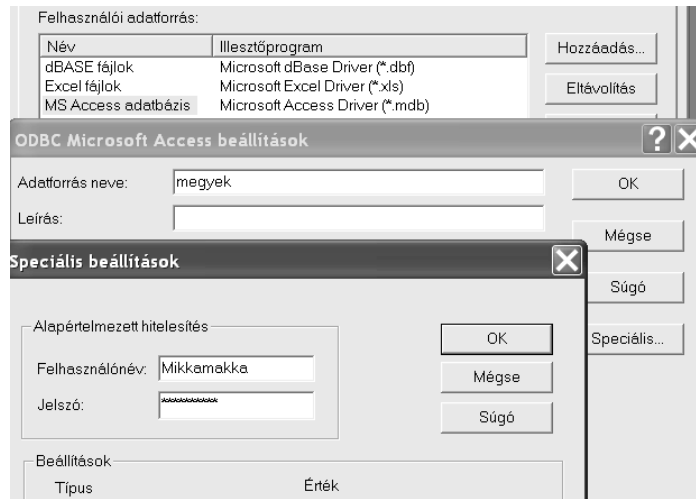 Felhasználói adatforrás:
Név Illesztőprogram
Hozzáadás...
dBASE fájlok Microsoft dBase Driver (*.dbf)
Excel fájlok Microsoft Excel Driver (*.xls)
Eltávolítás
MS Access adatbázis Microsoft Access Driver (*.mdb)
ODBC Microsoft Access beállítások
Adatforrás neve: megyek
OK
Leírás:
Mégse
Speciális beállítások
Súgó
Alapértelmezett hitelesítés
OK
Speciális...
Felhasználónév: Mikkamakka
Mégse
Jelszó: **********
Súgó
Beállítások
Típus Érték